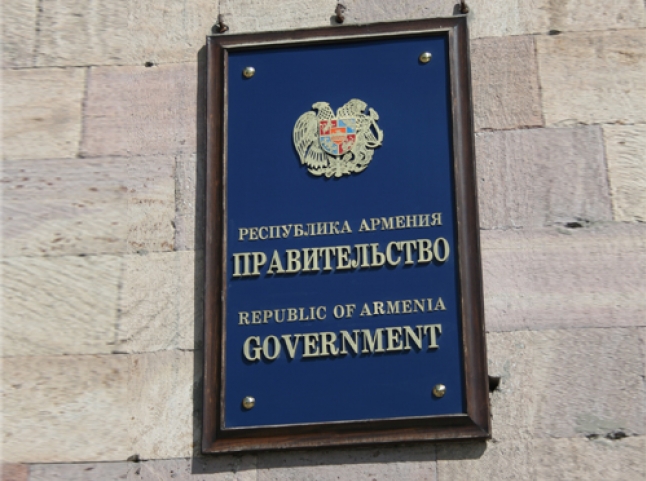 РЕСПУБЛИКА АРМЕНИЯ
ПРАВИТЕЛЬСТВО
REPUBLIC OF ARMENIA
GOVERNMENT